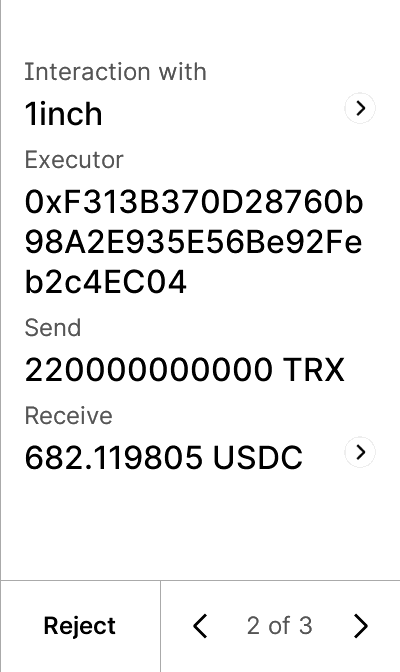 Interaction with
1inch
Executor
0xF313B370D28760b
98A2E935E56Be92Fe
b2c4EC04
Send
220000000000 TRX
Receive
682.119805 USDC
Reject
2 of 3